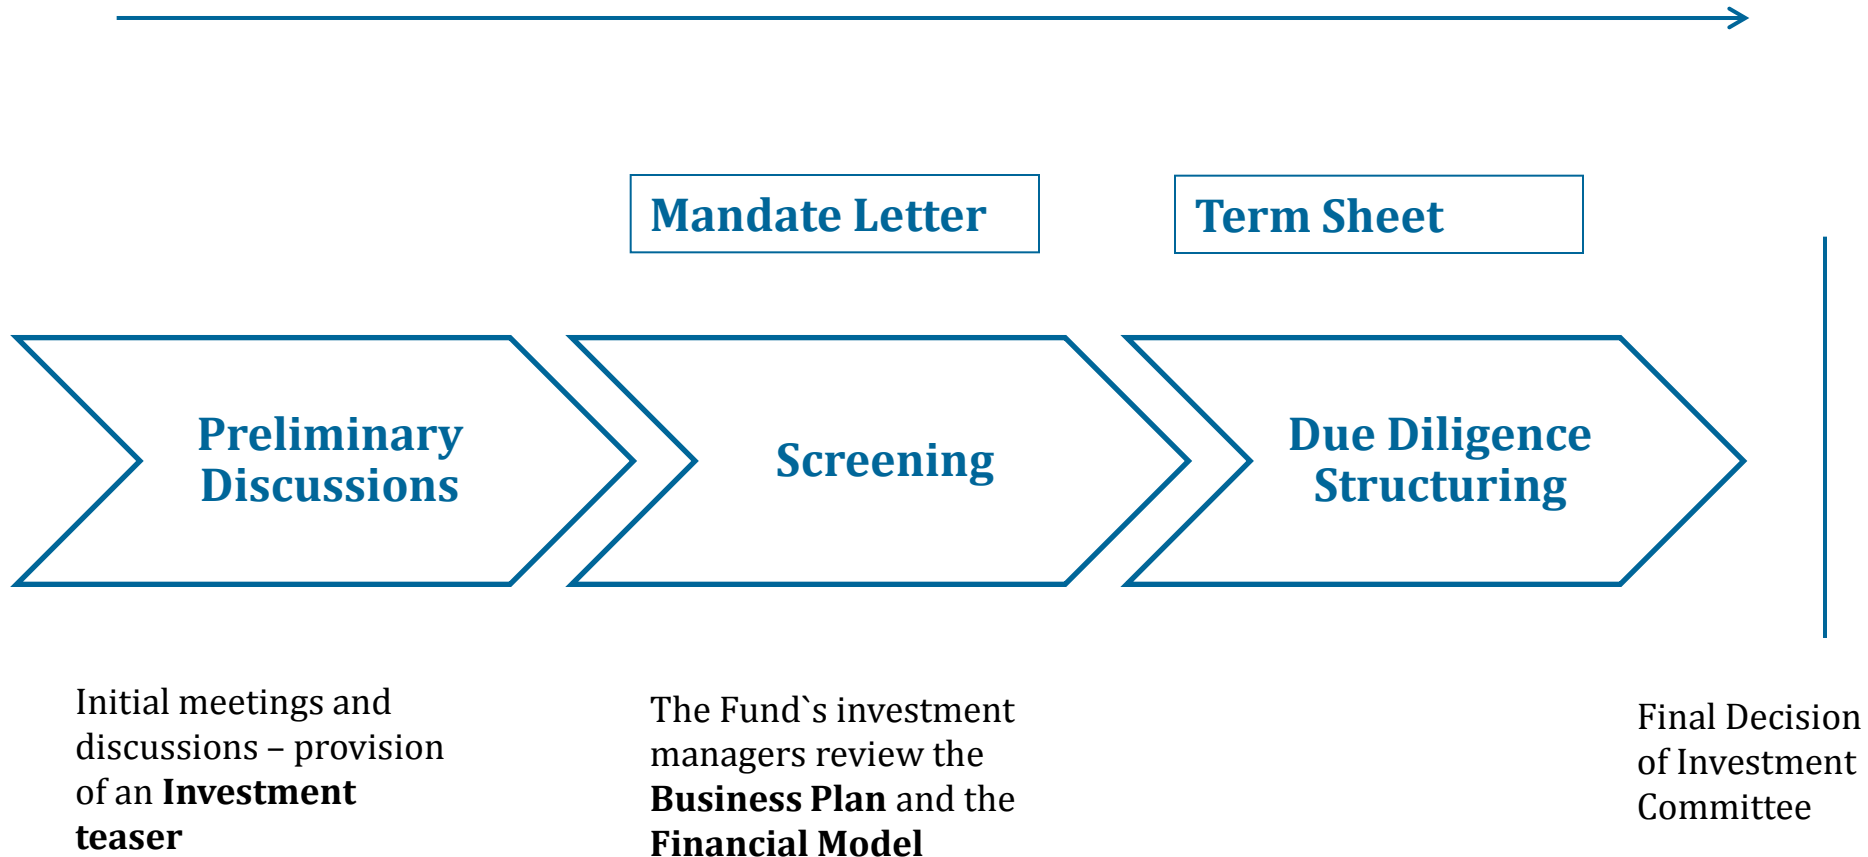 Mandate Letter
Term Sheet
Preliminary
Discussions
Screening
Due Diligence
Structuring
Initial meetings and
discussions – provision
of an Investment
teaser
The Fund`s investment
managers review the
Business Plan and the
Financial Model
Final Decision
of Investment
Committee